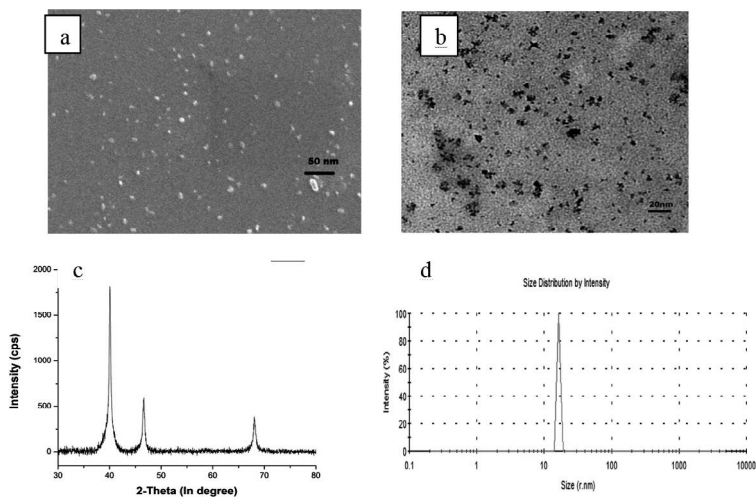 a
50 nm
b
20nm
c
2000
1500
1000
500
0
30 40 50 60 70 80
Intensity (cps)
2-Theta (In degree)
d
Size Distribution by Intensity
100
80
60
40
20
0
0.1 1 10 100 1000 10000
Intensity (%)
Size (r.nm)